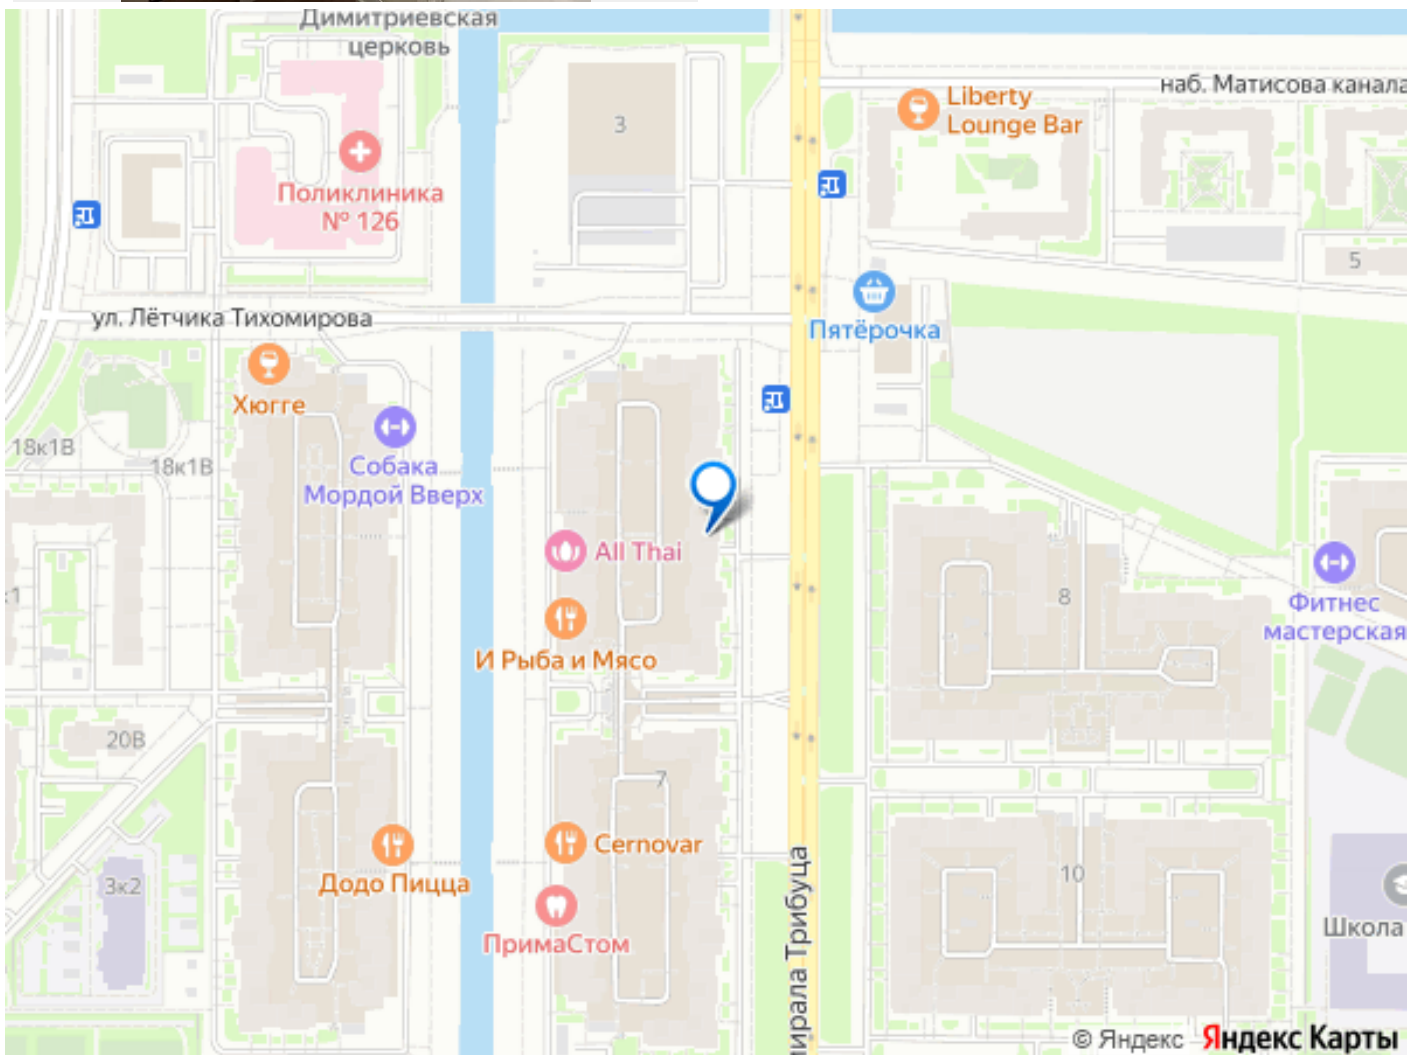 Димитриевская
церковь
наб. Матисова канала
Liberty
Lounge Bar
3
Поликлиника
№ 126
5
ул. Лётчика Тихомирова
Пятёрочка
Хюгге
18к1В
18к1В
Собака
Мордой Вверх
All Thai
8
Фитнес
мастерская
И Рыба и Мясо
20В
7
Cernovar
Додо Пицца
3к2
10
Школа
ПримаСтом
мирала Трибуца
© Яндекс Яндекс Карты